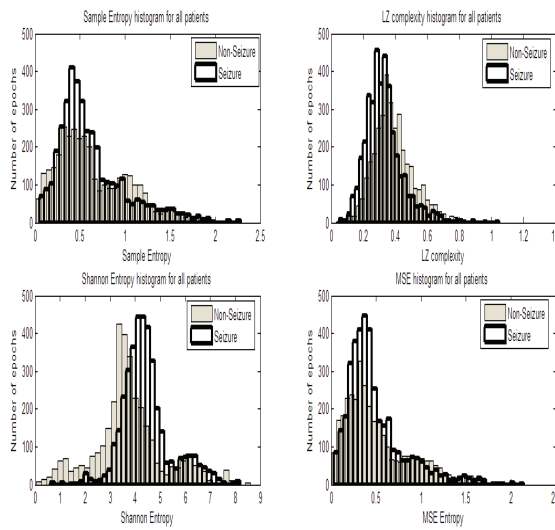 Sample Entropy histogram for all patients
Number of epochs
500
400
300
200
100
0
0
0.5
1
1.5
2
2.5
Sample Entropy
Non-Seizure
Seizure
LZ complexity histogram for all patients
Number of epochs
500
400
300
200
100
0
0
0.2
0.4
0.6
0.8
1
1.2
1.4
LZ complexity
Non-Seizure
Seizure
Shannon Entropy histogram for all patients
Number of epochs
500
400
300
200
100
0
0
1
2
3
4
5
6
7
8
9
Shannon Entropy
Non-Seizure
Seizure
MSE histogram for all patients
Number of epochs
500
400
300
200
100
0
0
0.5
1
1.5
2
MSE Entropy
Non-Seizure
Seizure